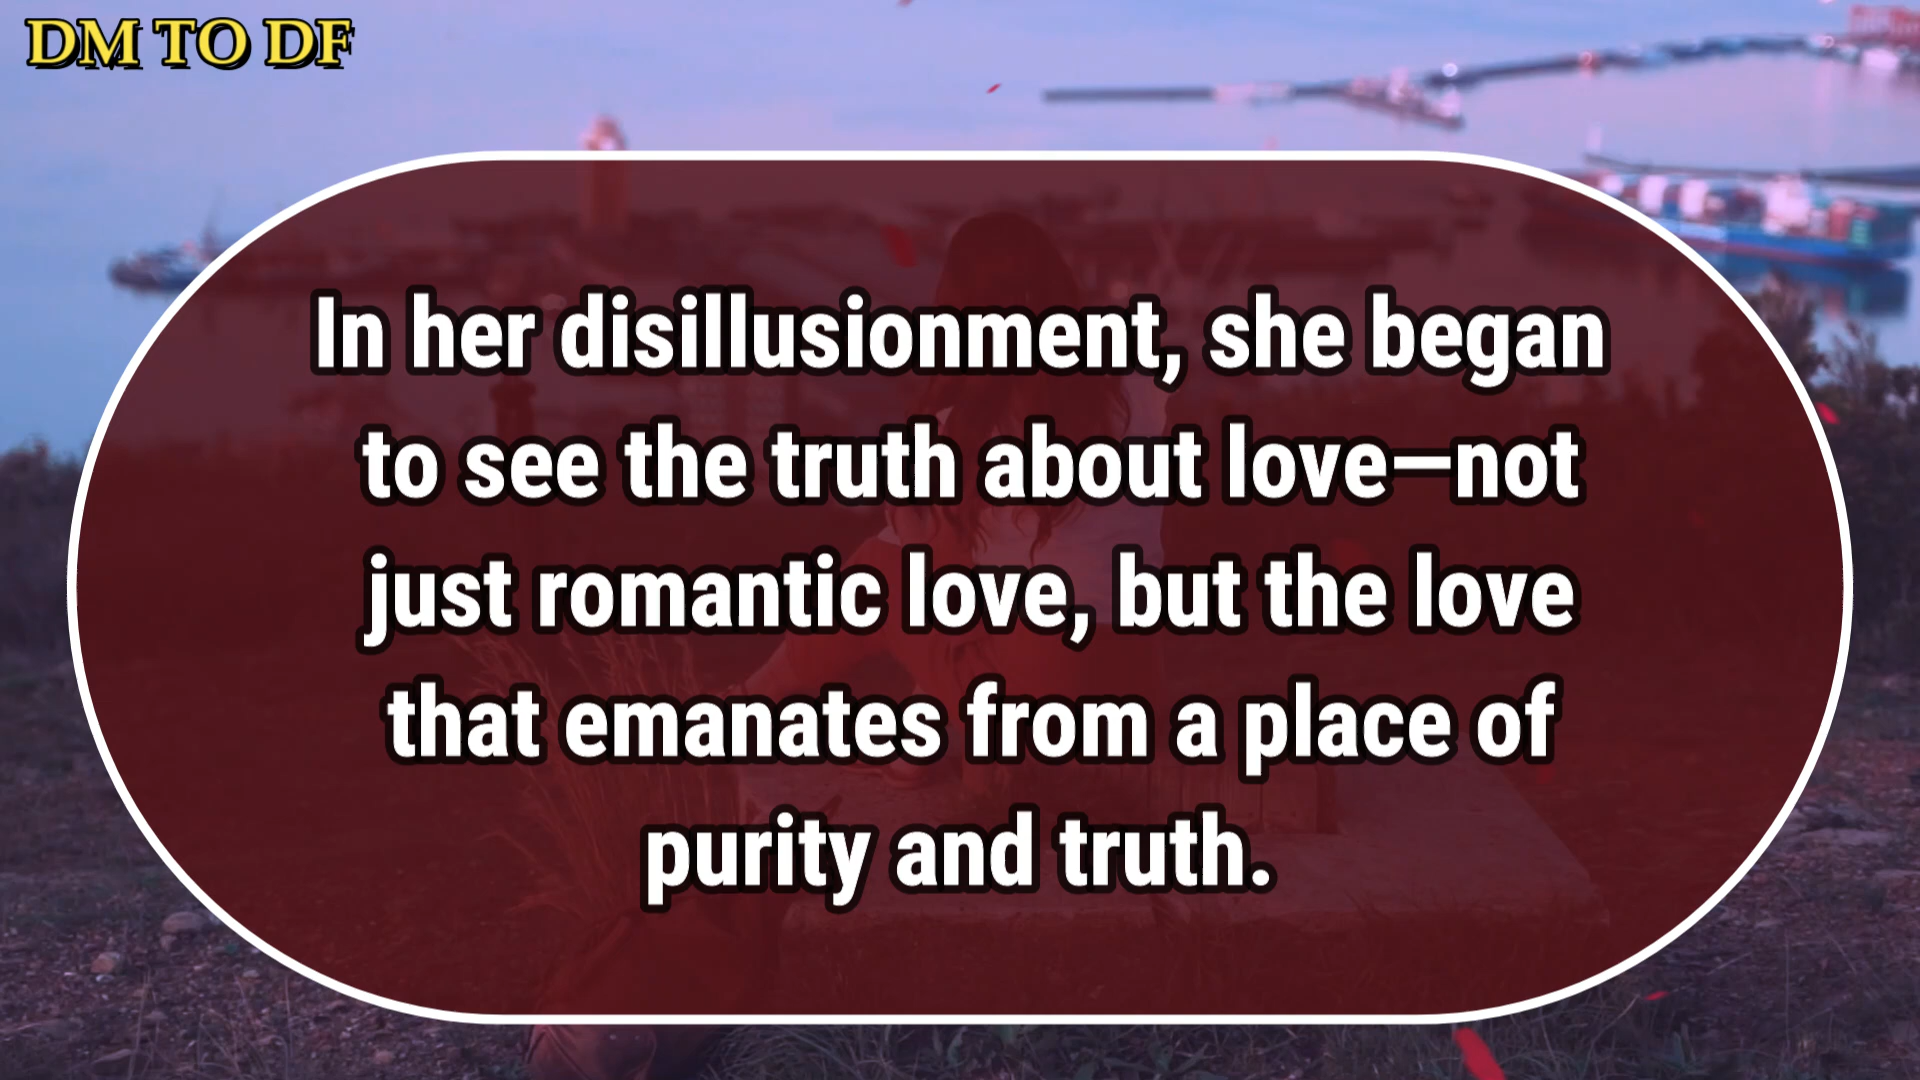 DM TO DF
In her disillusionment, she began
to see the truth about love—not
just romantic love, but the love
that emanates from a place of
purity and truth.